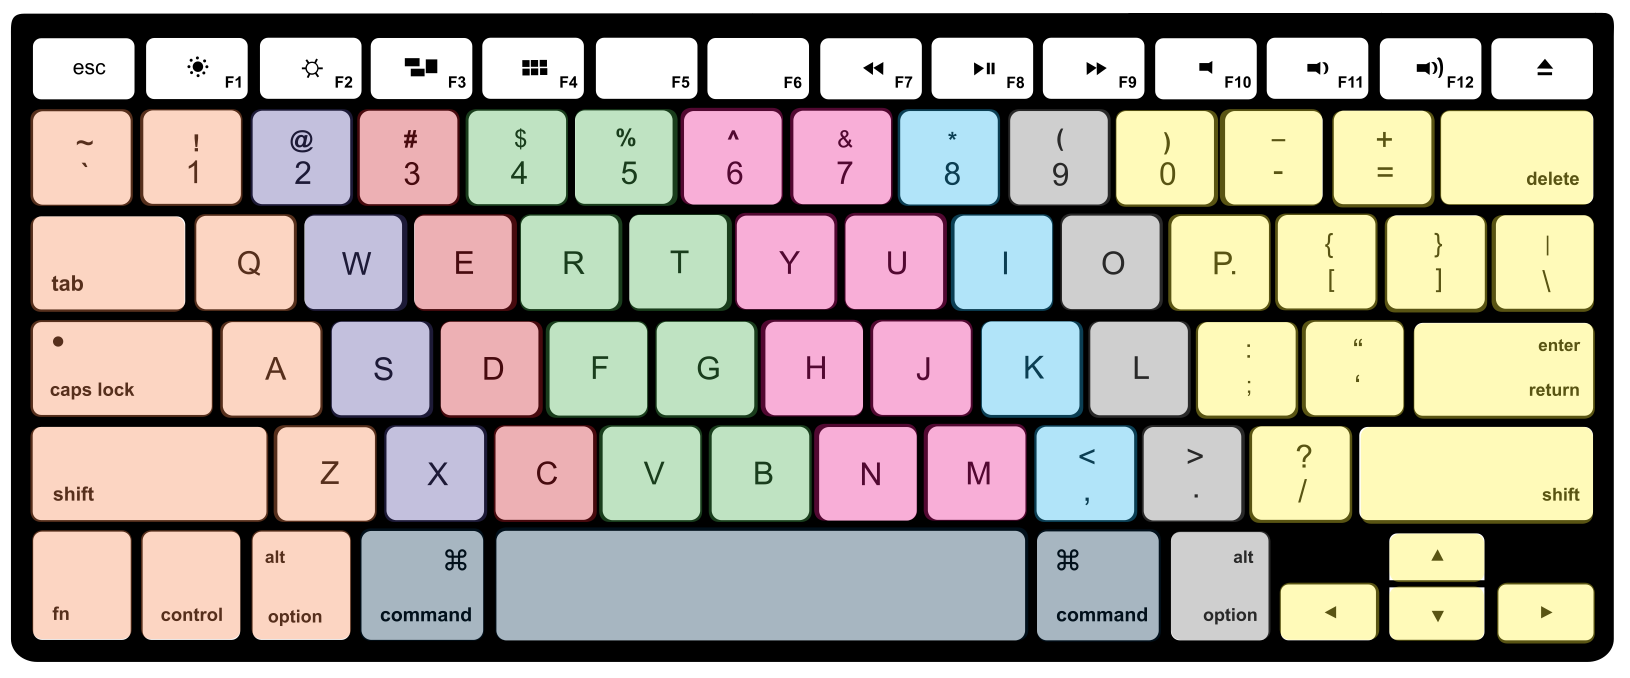 esc F1 F2 F3 F4 F5 F6 F7 F8 F9 F10 F11 F12
~ ! @ # $ % ^ & * ( ) – +
` 1 2 3 4 5 6 7 8 9 0 - = delete
{ } |
tab Q W E R T Y U I O P. [ ] \
: “ enter
caps lock A S D F G H J K L ; ‘ return
< > ?
shift Z X C V B N M , . / shift
alt ⌘ ⌘ alt ▲
fn control option command command option ◄ ▼ ►